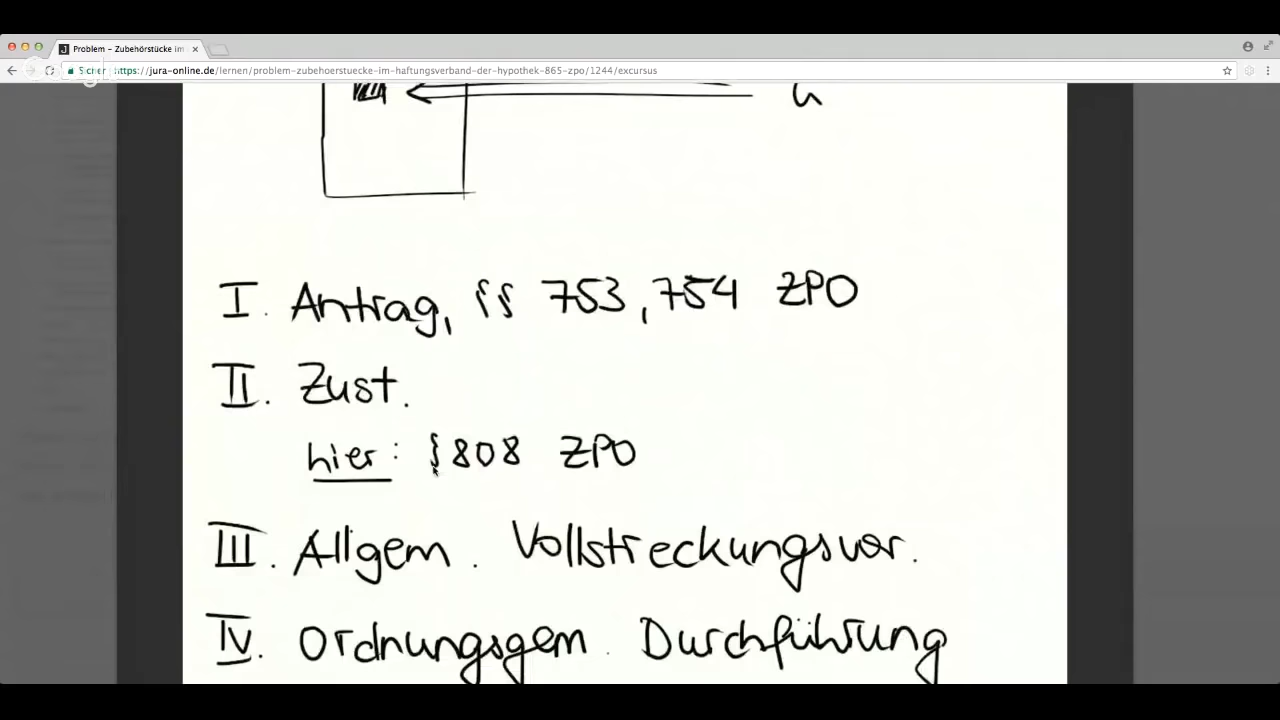 Problem – Zubehörstücke im
Sicher https://jura-online.de/lernen/problem-zubehoerstuecke-im-haftungsverband-der-hypothek-865-zpo/1244/excursus
I. Antrag, §§ 753, 754 ZPO
II. Zust.
hier: § 808 ZPO
III. Allgem. Vollstreckungsvor.
IV. Ordnungsgem. Durchführung